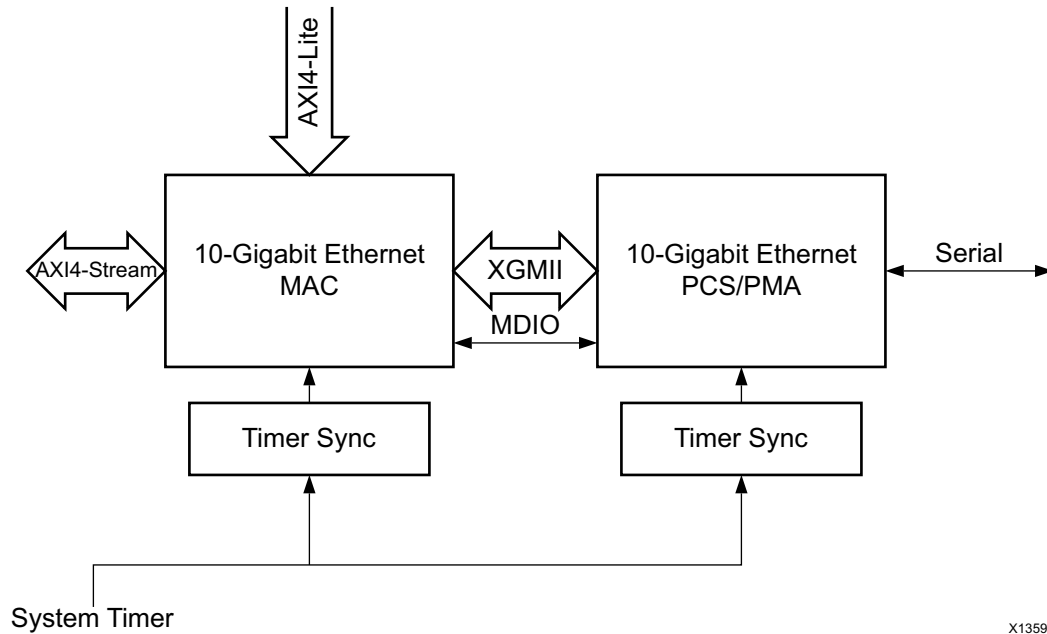 AXI4-Lite
10-Gigabit Ethernet
MAC
10-Gigabit Ethernet
PCS/PMA
AXI4-Stream
XGMII
Serial
MDIO
Timer Sync
Timer Sync
System Timer
X1359